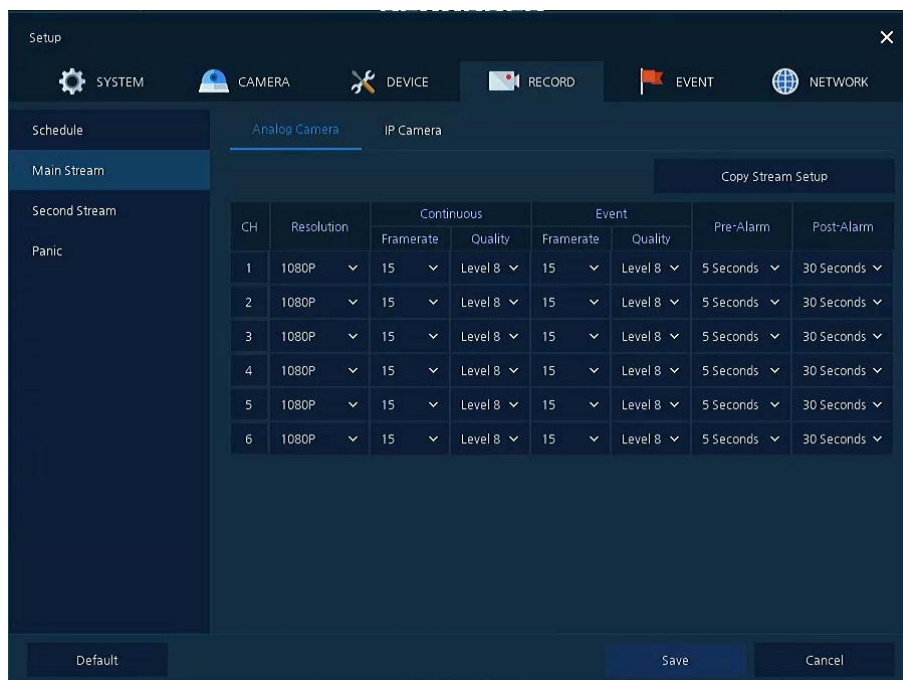 Setup
SYSTEM CAMERA DEVICE RECORD EVENT NETWORK
Schedule
Main Stream
Second Stream
Panic
Analog Camera IP Camera
Copy Stream Setup
CH Resolution Continuous Event Pre-Alarm Post-Alarm
Framerate Quality Framerate Quality
1 1080P 15 Level 8 15 Level 8 5 Seconds 30 Seconds
2 1080P 15 Level 8 15 Level 8 5 Seconds 30 Seconds
3 1080P 15 Level 8 15 Level 8 5 Seconds 30 Seconds
4 1080P 15 Level 8 15 Level 8 5 Seconds 30 Seconds
5 1080P 15 Level 8 15 Level 8 5 Seconds 30 Seconds
6 1080P 15 Level 8 15 Level 8 5 Seconds 30 Seconds
Default Save Cancel